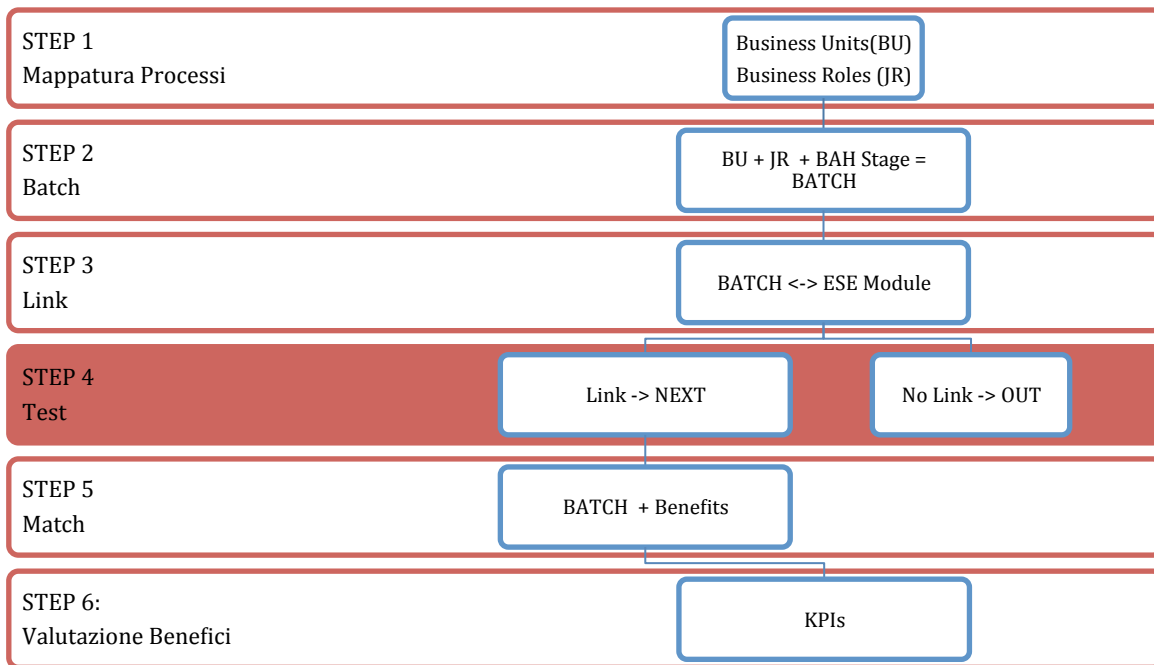 STEP 1
Mappatura Processi
Business Units(BU)
Business Roles (JR)
STEP 2
Batch
BU + JR + BAH Stage =
BATCH
STEP 3
Link
BATCH <-> ESE Module
STEP 4
Test
Link -> NEXT
No Link -> OUT
STEP 5
Match
BATCH + Benefits
STEP 6:
Valutazione Benefici
KPIs